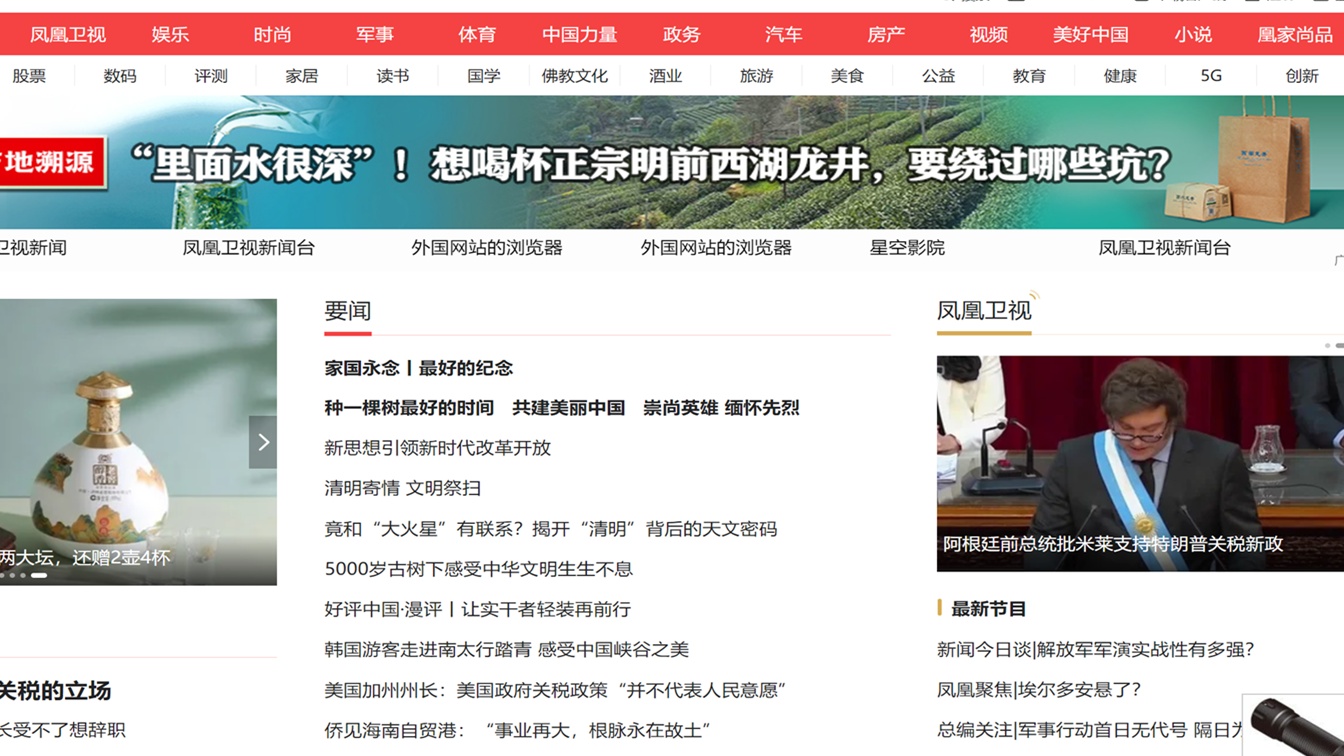 凤凰卫视 娱乐 时尚 军事 体育 中国力量 政务 汽车 房产 视频 美好中国 小说 凰家尚品
股票 数码 评测 家居 读书 国学 佛教文化 酒业 旅游 美食 公益 教育 健康 5G 创新
地溯源 “里面水很深”！想喝杯正宗明前西湖龙井，要绕过哪些坑？
卫视新闻 凤凰卫视新闻台 外国网站的浏览器 外国网站的浏览器 星空影院 凤凰卫视新闻台
两大坛，还赠2壶4杯
关税的立场
长受不了想辞职
要闻
家国永念丨最好的纪念
种一棵树最好的时间 共建美丽中国 崇尚英雄 缅怀先烈
新思想引领新时代改革开放
清明寄情 文明祭扫
竟和“大火星”有联系？揭开“清明”背后的天文密码
5000岁古树下感受中华文明生生不息
好评中国·漫评丨让实干者轻装再前行
韩国游客走进南太行踏青 感受中国峡谷之美
美国加州州长：美国政府关税政策“并不代表人民意愿”
侨见海南自贸港：“事业再大，根脉永在故土”
凤凰卫视
阿根廷前总统批米莱支持特朗普关税新政
最新节目
新闻今日谈|解放军军演实战性有多强？
凤凰聚焦|埃尔多安悬了？
总编关注|军事行动首日无代号 隔日为